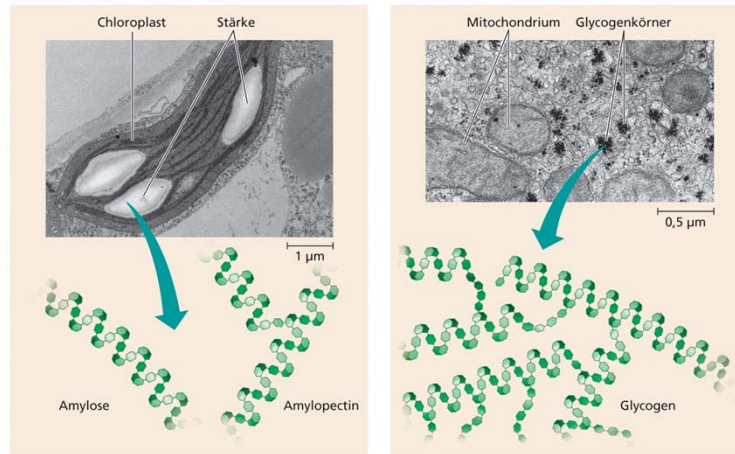 Chloroplast
Stärke
1 µm
Amylose
Amylopectin
Mitochondrium
Glycogenkörner
0,5 µm
Glycogen